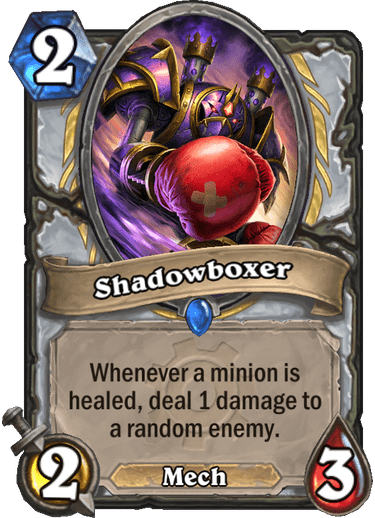 2
Shadowboxer
Whenever a minion is
healed, deal 1 damage to
a random enemy.
2
Mech
3